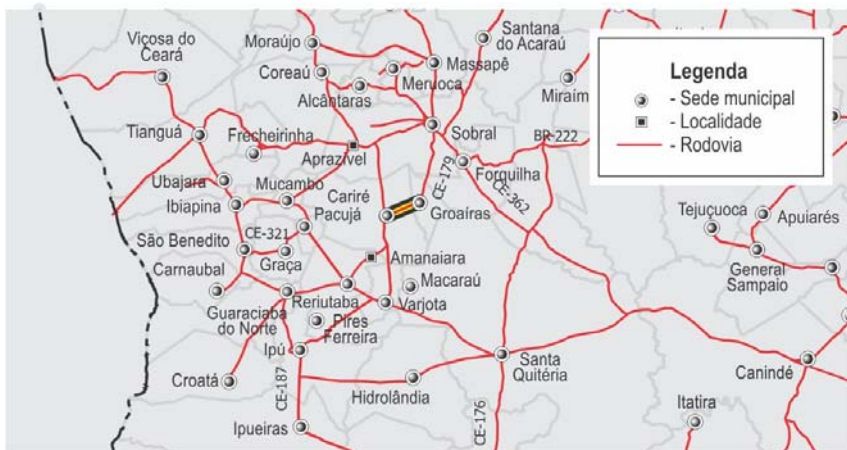 Viçosa do
Ceará
Moraújo
Coreaú
Alcântaras
Meruoca
Massapê
Santana
do Acaraú
Miraím
Legenda
- Sede municipal
- Localidade
- Rodovia
Tianguá
Frecheirinha
Aprazível
Sobral
BR-222
Forquilha
CE-179
CE-362
Ubajara
Ibiapina
Mucambo
Cariré
Pacujá
Groaíras
Tejuçuoca
Apuiarés
São Benedito
CE-321
Graça
Amanaiara
Carnaubal
Macaraú
General
Sampaio
Guaraciaba
do Norte
Reriutaba
Varjota
Pires
Ferreira
Ipú
Croatá
CE-187
Hidrolândia
Santa
Quitéria
Canindé
Itatira
Ipueiras
CE-176